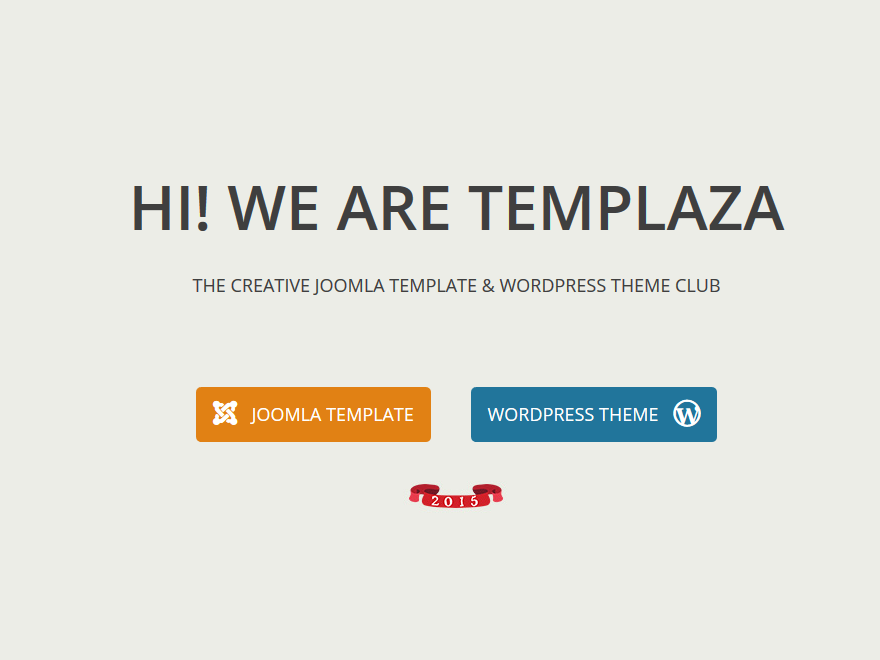 HI! WE ARE TEMPLAZA
THE CREATIVE JOOMLA TEMPLATE & WORDPRESS THEME CLUB
JOOMLA TEMPLATE
WORDPRESS THEME
2015